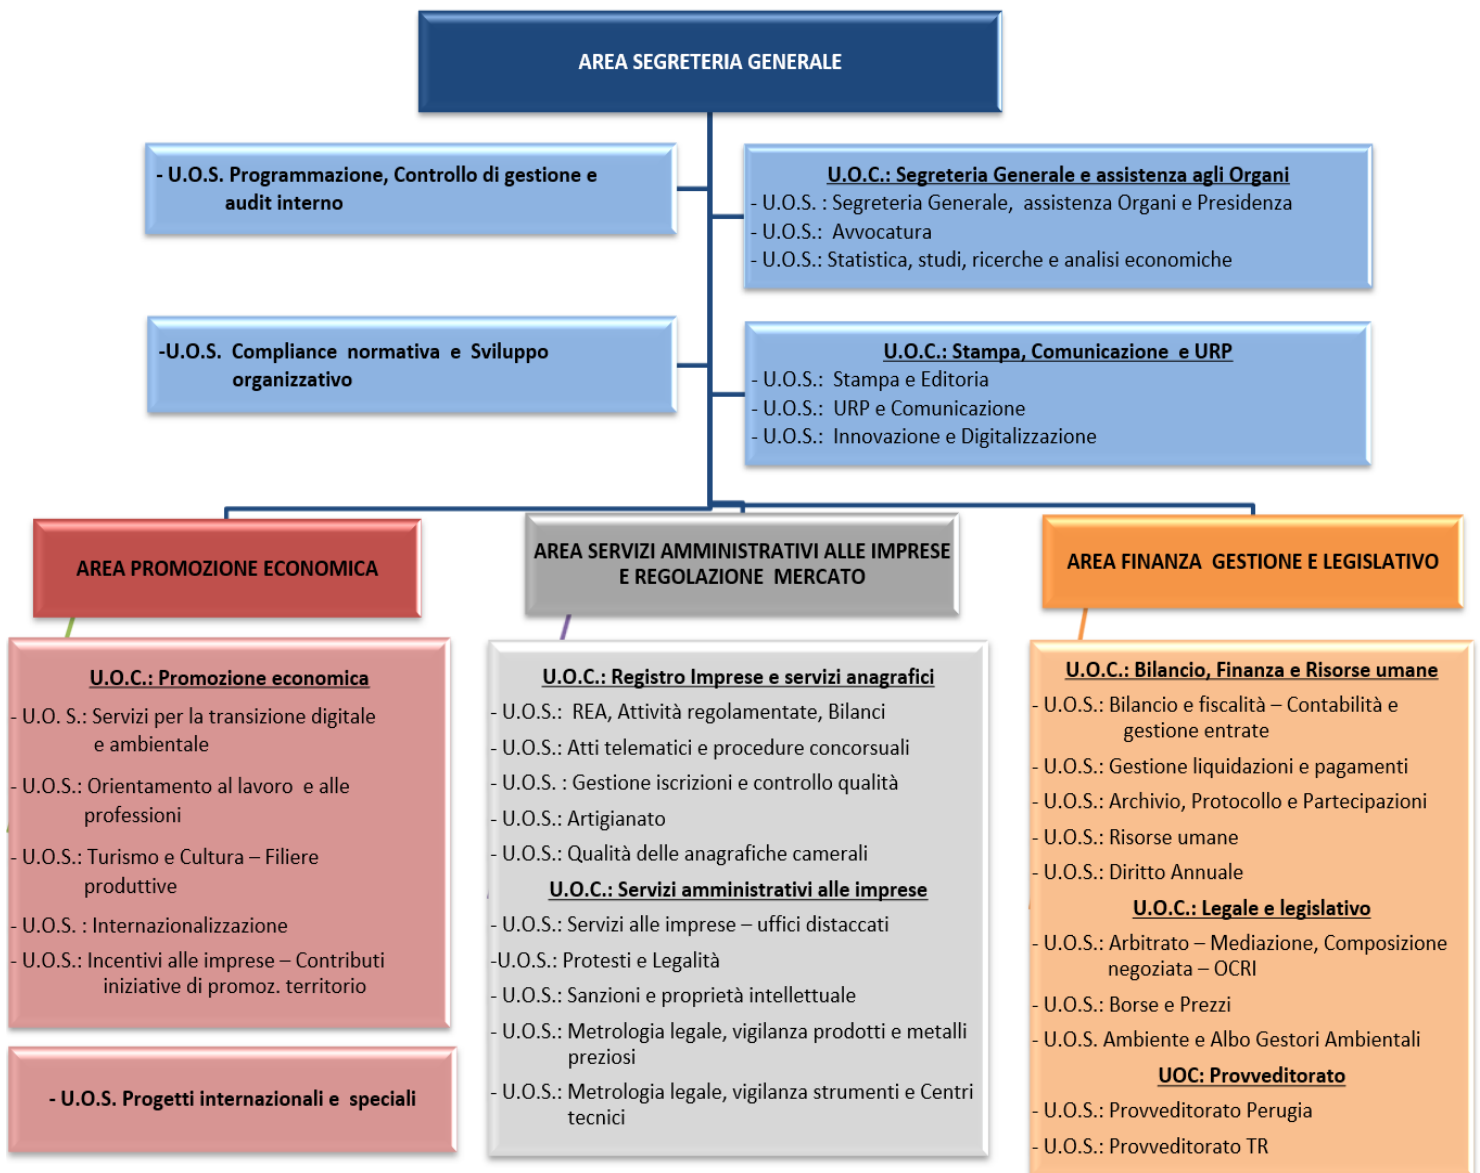 AREA SEGRETERIA GENERALE
- U.O.S. Programmazione, Controllo di gestione e
audit interno
U.O.C.: Segreteria Generale e assistenza agli Organi
- U.O.S. : Segreteria Generale, assistenza Organi e Presidenza
- U.O.S.: Avvocatura
- U.O.S.: Statistica, studi, ricerche e analisi economiche
-U.O.S. Compliance normativa e Sviluppo
organizzativo
U.O.C.: Stampa, Comunicazione e URP
- U.O.S.: Stampa e Editoria
- U.O.S.: URP e Comunicazione
- U.O.S.: Innovazione e Digitalizzazione
AREA PROMOZIONE ECONOMICA
U.O.C.: Promozione economica
- U.O. S.: Servizi per la transizione digitale
e ambientale
- U.O.S.: Orientamento al lavoro e alle
professioni
- U.O.S.: Turismo e Cultura – Filiere
produttive
- U.O.S. : Internazionalizzazione
- U.O.S.: Incentivi alle imprese – Contributi
iniziative di promoz. territorio
- U.O.S. Progetti internazionali e speciali
AREA SERVIZI AMMINISTRATIVI ALLE IMPRESE
E REGOLAZIONE MERCATO
U.O.C.: Registro Imprese e servizi anagrafici
- U.O.S.: REA, Attività regolamentate, Bilanci
- U.O.S.: Atti telematici e procedure concorsuali
- U.O.S. : Gestione iscrizioni e controllo qualità
- U.O.S.: Artigianato
- U.O.S.: Qualità delle anagrafiche camerali
U.O.C.: Servizi amministrativi alle imprese
- U.O.S.: Servizi alle imprese – uffici distaccati
-U.O.S.: Protesti e Legalità
- U.O.S.: Sanzioni e proprietà intellettuale
- U.O.S.: Metrologia legale, vigilanza prodotti e metalli
preziosi
- U.O.S.: Metrologia legale, vigilanza strumenti e Centri
tecnici
AREA FINANZA GESTIONE E LEGISLATIVO
U.O.C.: Bilancio, Finanza e Risorse umane
- U.O.S.: Bilancio e fiscalità – Contabilità e
gestione entrate
- U.O.S.: Gestione liquidazioni e pagamenti
- U.O.S.: Archivio, Protocollo e Partecipazioni
- U.O.S.: Risorse umane
- U.O.S.: Diritto Annuale
U.O.C.: Legale e legislativo
- U.O.S.: Arbitrato – Mediazione, Composizione
negoziata – OCRI
- U.O.S.: Borse e Prezzi
- U.O.S. Ambiente e Albo Gestori Ambientali
UOC: Provveditorato
- U.O.S.: Provveditorato Perugia
- U.O.S.: Provveditorato TR